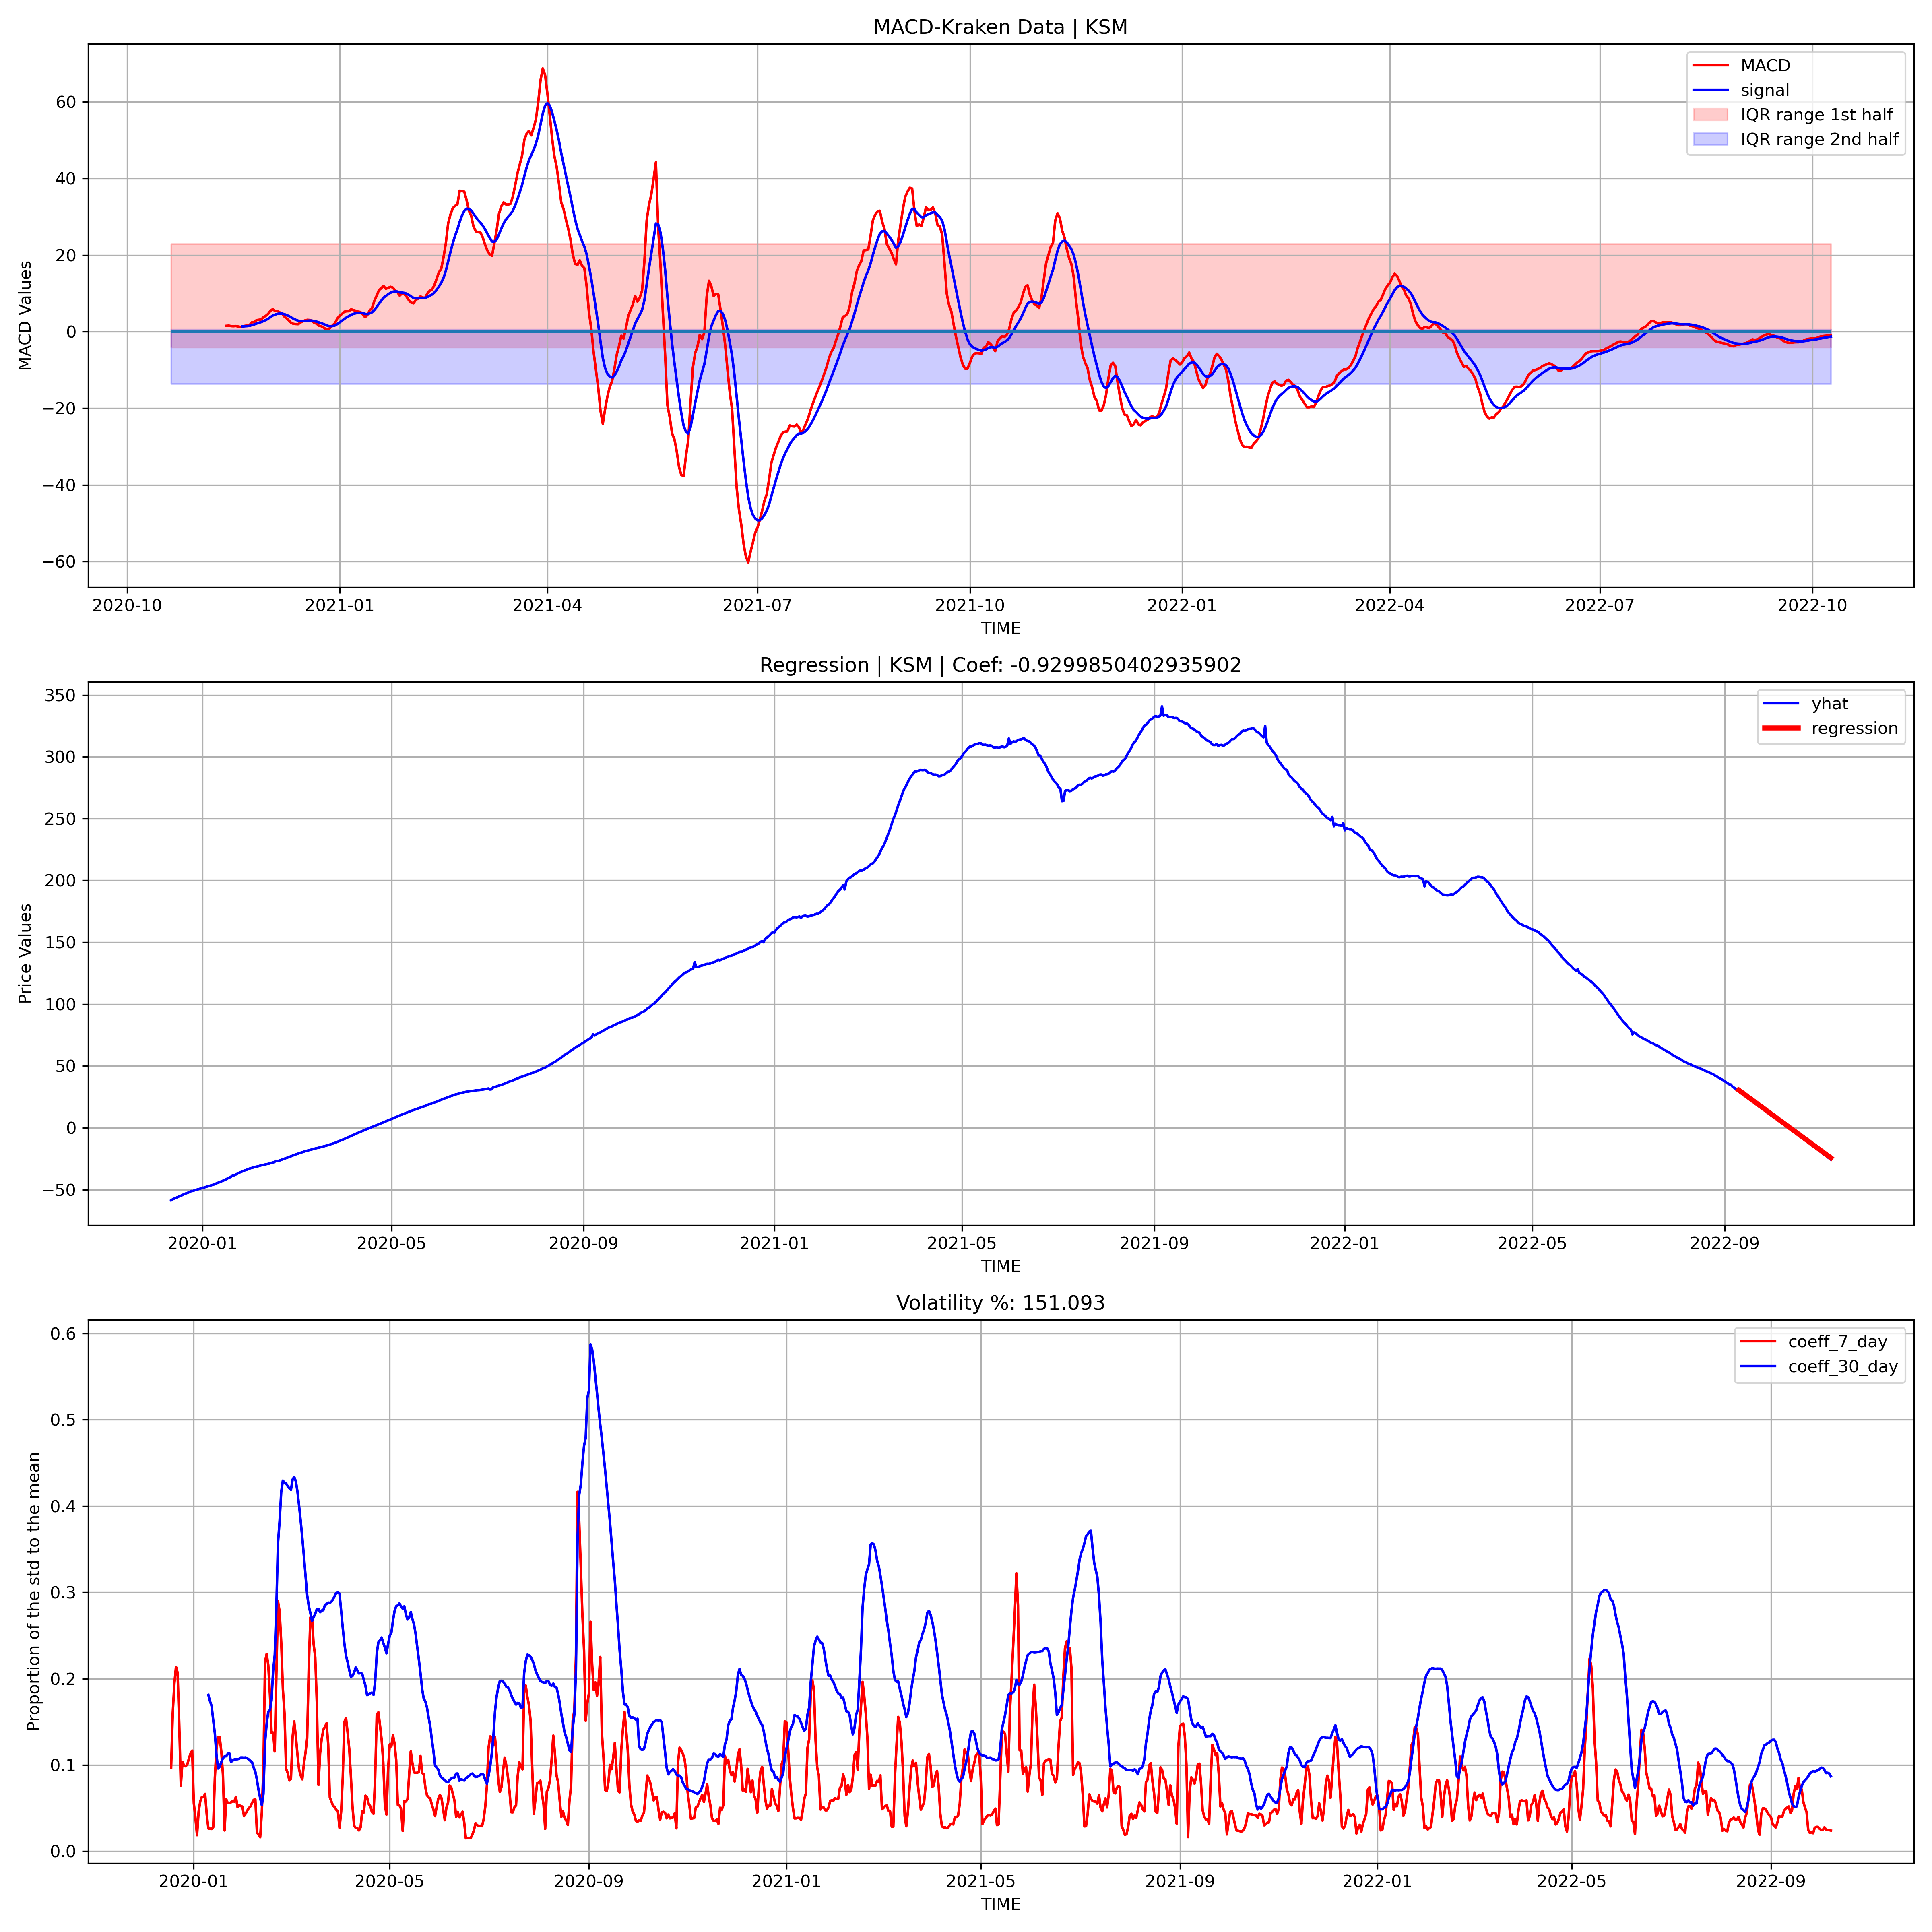 MACD-Kraken Data | KSM
MACD Values
60
40
20
0
−20
−40
−60
MACD
signal
IQR range 1st half
IQR range 2nd half
2020-10 2021-01 2021-04 2021-07 2021-10 2022-01 2022-04 2022-07 2022-10
TIME
Regression | KSM | Coef: -0.9299850402935902
Price Values
350
300
250
200
150
100
50
0
−50
yhat
regression
2020-01 2020-05 2020-09 2021-01 2021-05 2021-09 2022-01 2022-05 2022-09
TIME
Volatility %: 151.093
Proportion of the std to the mean
0.6
0.5
0.4
0.3
0.2
0.1
0.0
coeff_7_day
coeff_30_day
2020-01 2020-05 2020-09 2021-01 2021-05 2021-09 2022-01 2022-05 2022-09
TIME